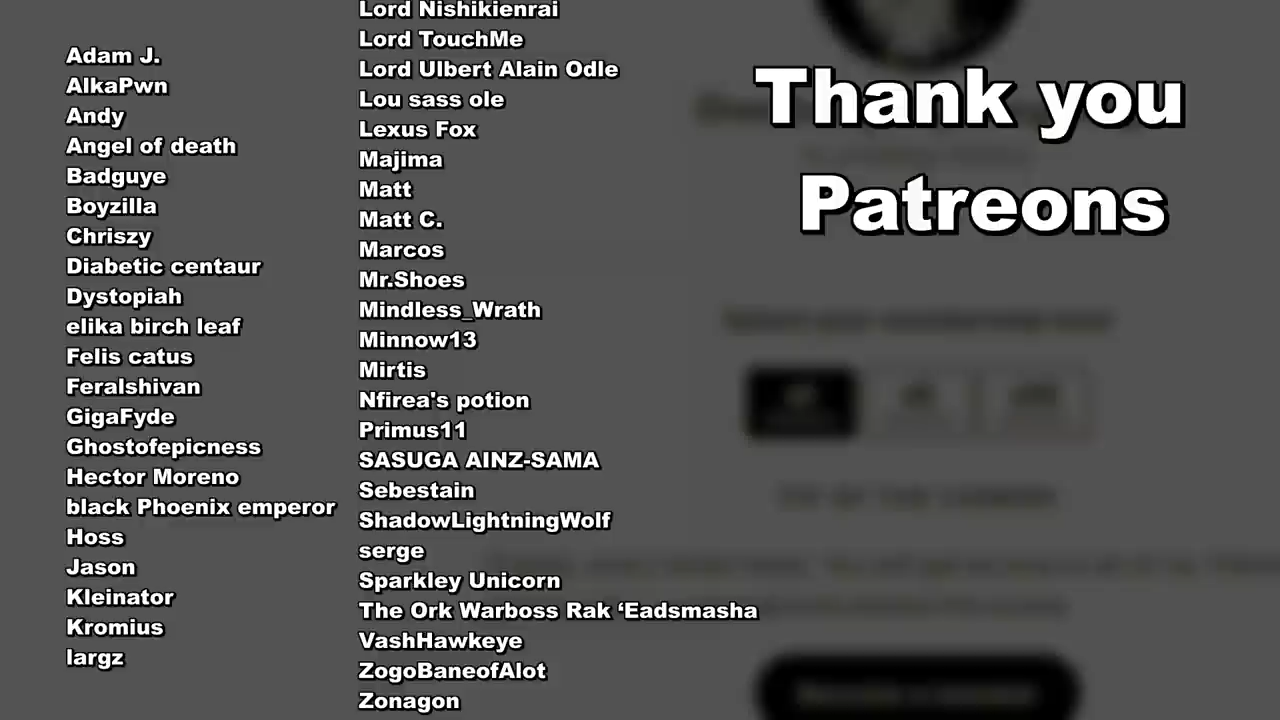 Adam J.
AlkaPwn
Andy
Angel of death
Badguye
Boyzilla
Chriszy
Diabetic centaur
Dystopiah
elika birch leaf
Felis catus
Feralshivan
GigaFyde
Ghostofepicness
Hector Moreno
black Phoenix emperor
Hoss
Jason
Kleinator
Kromius
largz
Lord Nishikienrai
Lord TouchMe
Lord Ulbert Alain Odle
Lou sass ole
Lexus Fox
Majima
Matt
Matt C.
Marcos
Mr.Shoes
Mindless_Wrath
Minnow13
Mirtis
Nfirea's potion
Primus11
SASUGA AINZ-SAMA
Sebestain
ShadowLightningWolf
serge
Sparkley Unicorn
The Ork Warboss Rak ‘Eadsmasha
VashHawkeye
ZogoBaneofAlot
Zonagon
Thank you
Patreons